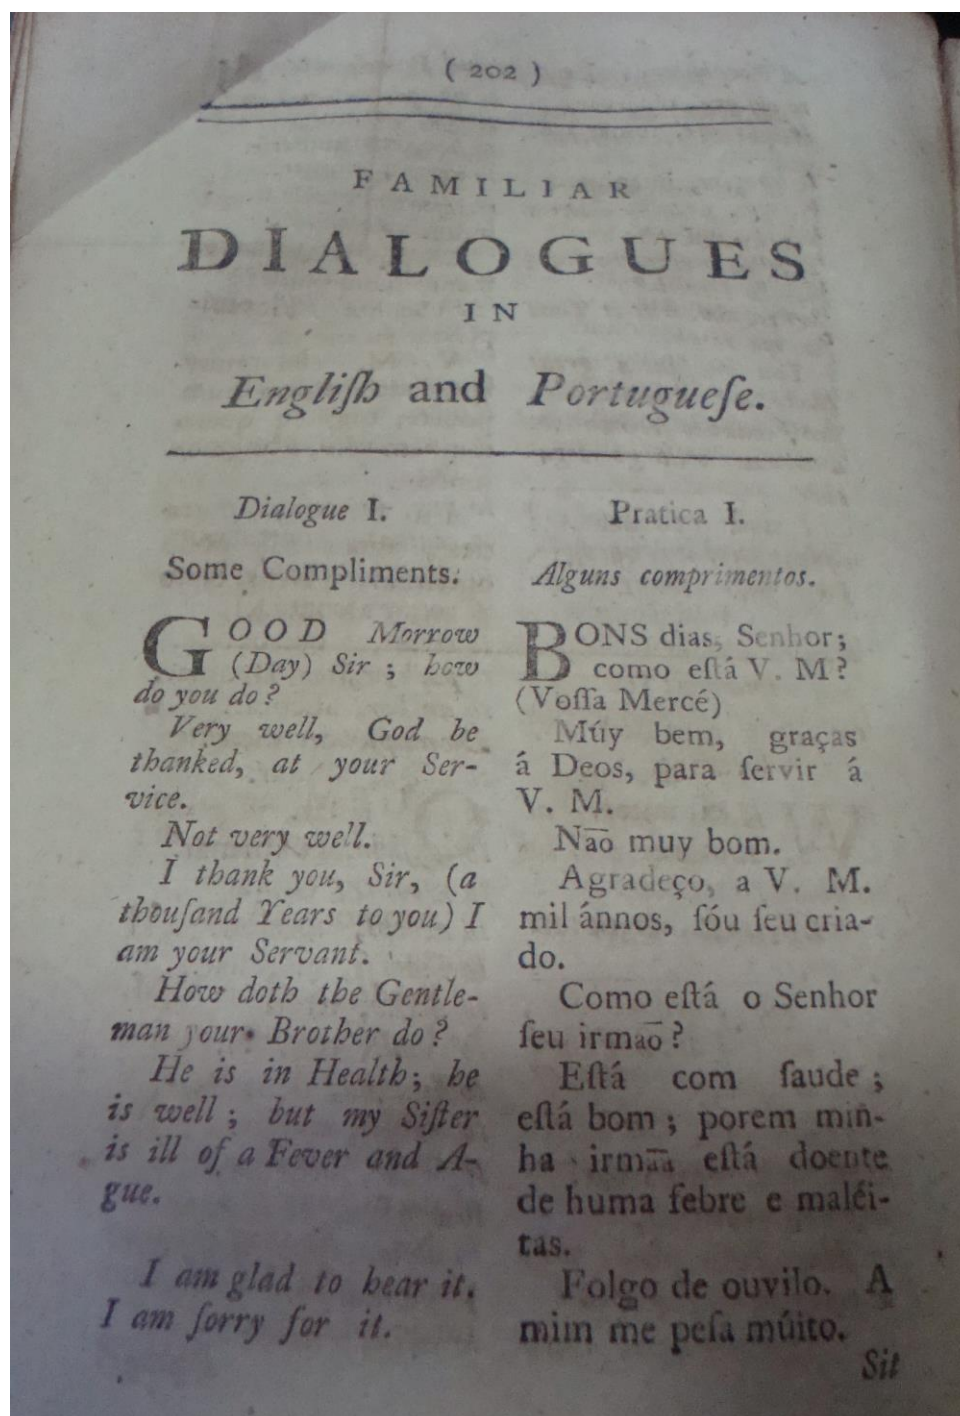 ( 202 )
FAMILIAR
DIALOGUES
IN
Engliſh and Portugueſe.
Dialogue I.
Some Compliments.
GOOD Morrow
(Day) Sir ; how
do you do ?
Very well, God be
thanked, at your Ser-
vice.
Not very well.
I thank you, Sir, (a
thouſand Years to you) I
am your Servant.
How doth the Gentle-
man your Brother do ?
He is in Health; he
is well ; but my Siſter
is ill of a Fever and A-
gue.
I am glad to hear it.
I am ſorry for it.
Pratica I.
Alguns comprimentos.
BONS dias, Senhor;
como eſtá V. M?
(Voſſa Mercé)
Múy bem, graças
á Deos, para ſervir á
V. M.
Nao͞ muy bom.
Agradeço, a V. M.
mil ánnos, ſóu ſeu cria-
do.
Como eſtá o Senhor
ſeu irmao͞ ?
Eſtá com ſaude ;
eſtá bom ; porem min-
ha irma͞a eſtá doente
de huma febre e maléi-
tas.
Folgo de ouvilo. A
mim me peſa múito.
Sit